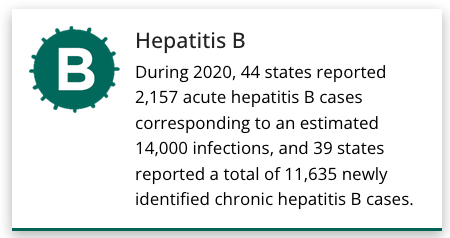 B
Hepatitis B
During 2020, 44 states reported
2,157 acute hepatitis B cases
corresponding to an estimated
14,000 infections, and 39 states
reported a total of 11,635 newly
identified chronic hepatitis B cases.